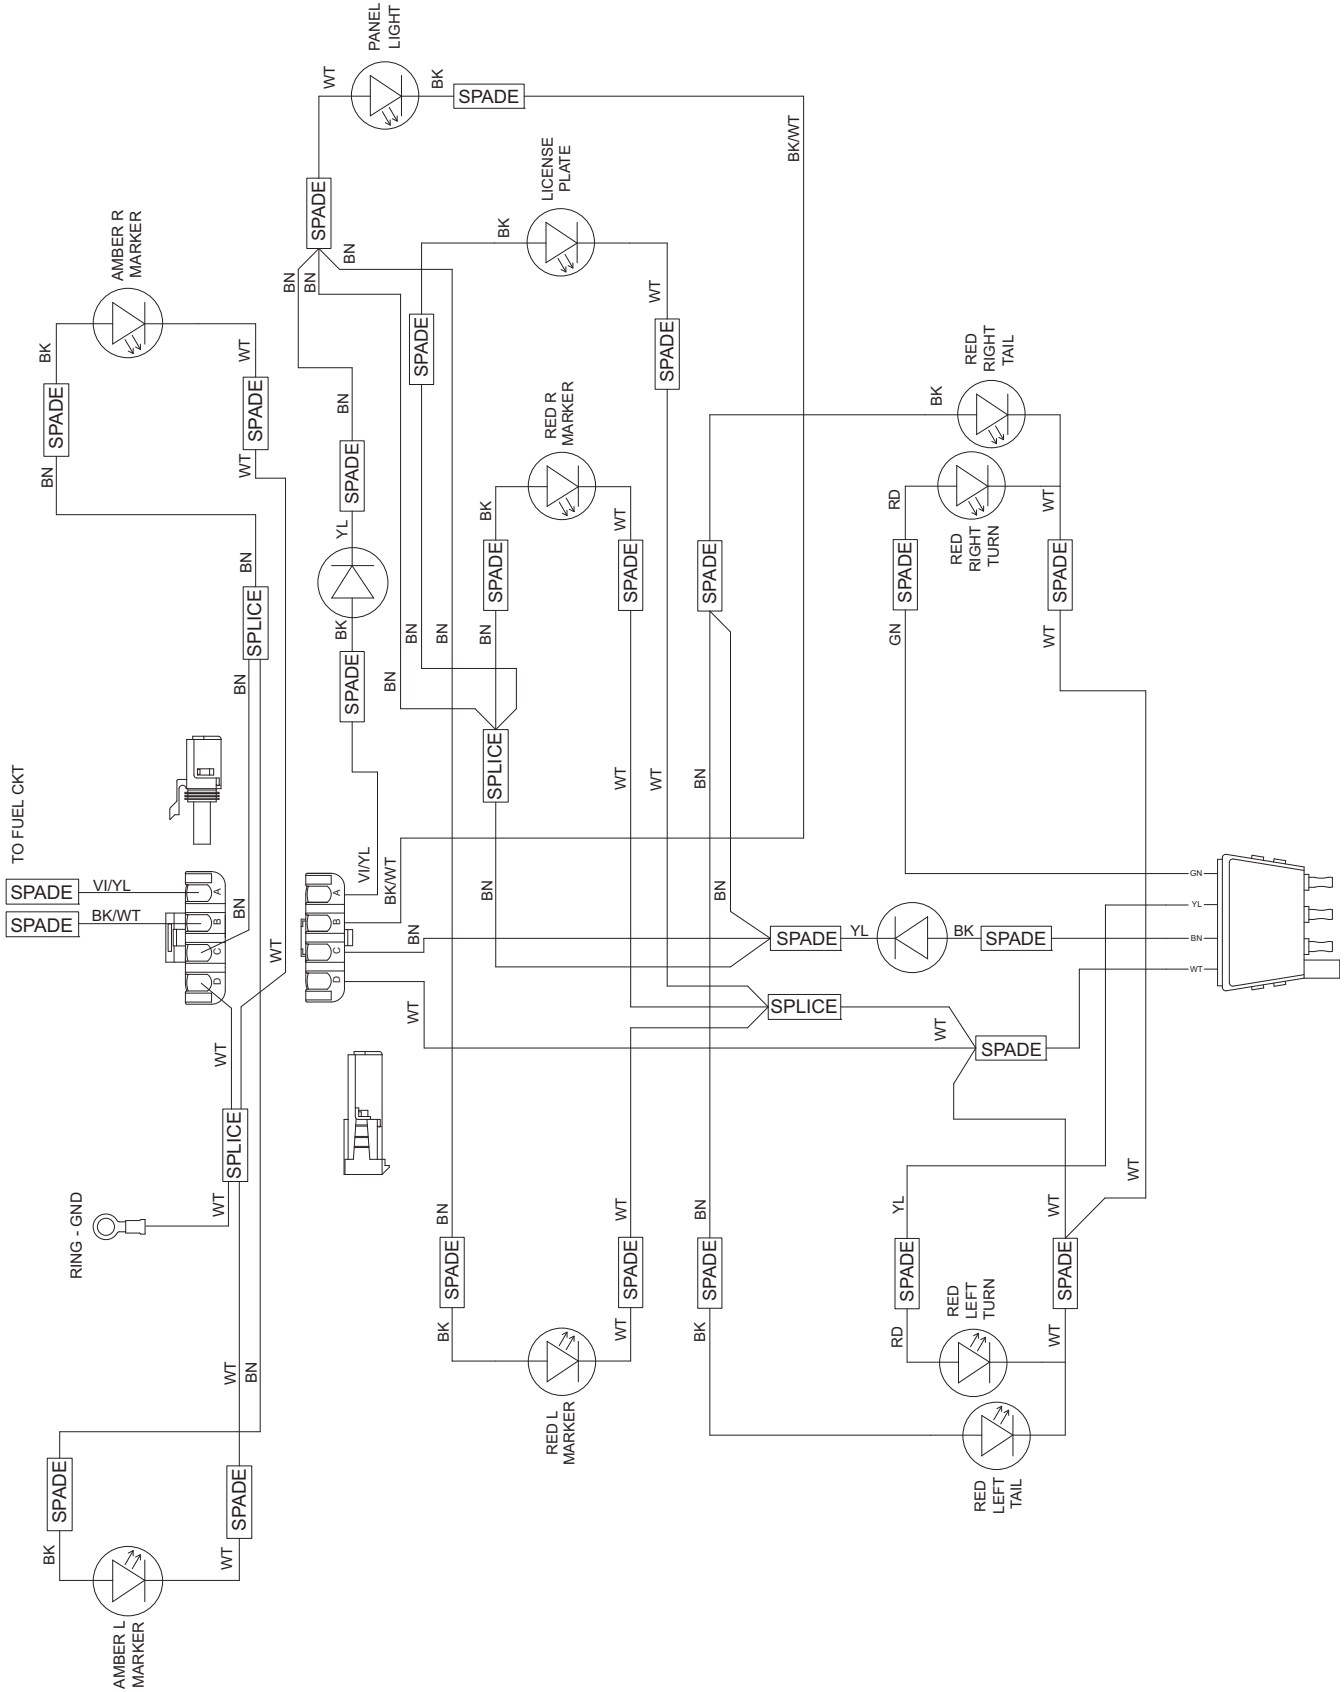 PANEL
LIGHT
WT
BK
SPADE
BK/WT
SPADE
BN
BN
BN
LICENSE
PLATE
BK
WT
SPADE
SPADE
AMBER R
MARKER
BK
WT
SPADE
SPADE
BN
WT
BN
SPLICE
BN
BN
SPADE
YL
BK
SPADE
BN
BN
BN
RED R
MARKER
BK
WT
SPADE
SPADE
BN
SPLICE
WT
WT
BN
RED
RIGHT
TAIL
BK
RED
RIGHT
TURN
RD
WT
SPADE
SPADE
SPADE
GN
WT
BN
BN
TO FUEL CKT
SPADE
VI/YL
SPADE
BK/WT
A
B
C
D
BN
WT
WT
VI/YL
BK/WT
A
B
C
D
BN
WT
SPADE
YL
BK
SPADE
SPLICE
WT
SPADE
GN
YL
BN
WT
RING - GND
WT
SPLICE
WT
BN
BN
SPADE
BK
WT
SPADE
WT
RED L
MARKER
BN
SPADE
BK
YL
SPADE
RD
WT
SPADE
WT
WT
RED
LEFT
TURN
RED
LEFT
TAIL
SPADE
BK
SPADE
WT
AMBER L
MARKER